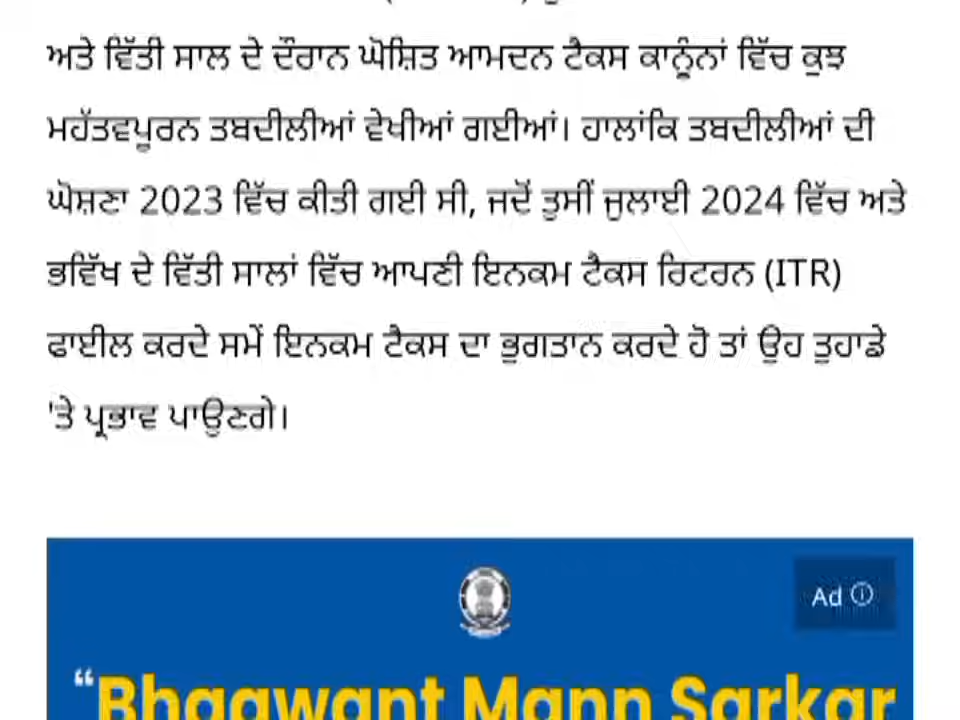 ਅਤੇ ਵਿੱਤੀ ਸਾਲ ਦੇ ਦੌਰਾਨ ਘੋਸ਼ਿਤ ਆਮਦਨ ਟੈਕਸ ਕਾਨੂੰਨਾਂ ਵਿੱਚ ਕੁਝ
ਮਹੱਤਵਪੂਰਨ ਤਬਦੀਲੀਆਂ ਵੇਖੀਆਂ ਗਈਆਂ। ਹਾਲਾਂਕਿ ਤਬਦੀਲੀਆਂ ਦੀ
ਘੋਸ਼ਣਾ 2023 ਵਿੱਚ ਕੀਤੀ ਗਈ ਸੀ, ਜਦੋਂ ਤੁਸੀਂ ਜੁਲਾਈ 2024 ਵਿੱਚ ਅਤੇ
ਭਵਿੱਖ ਦੇ ਵਿੱਤੀ ਸਾਲਾਂ ਵਿੱਚ ਆਪਣੀ ਇਨਕਮ ਟੈਕਸ ਰਿਟਰਨ (ITR)
ਫਾਈਲ ਕਰਦੇ ਸਮੇਂ ਇਨਕਮ ਟੈਕਸ ਦਾ ਭੁਗਤਾਨ ਕਰਦੇ ਹੋ ਤਾਂ ਉਹ ਤੁਹਾਡੇ
'ਤੇ ਪ੍ਰਭਾਵ ਪਾਉਣਗੇ।
Ad
“Bhagwant Mann Sarkar